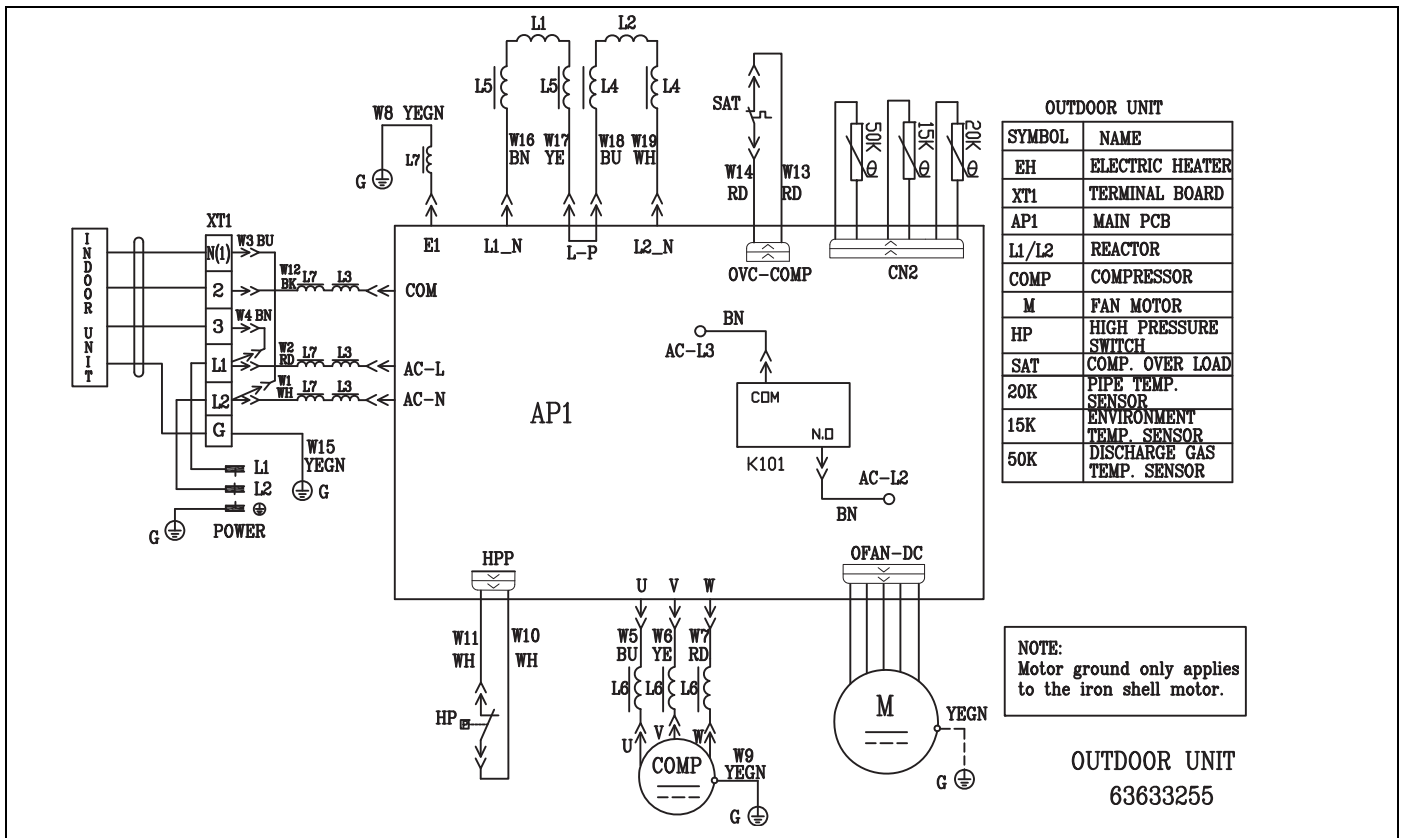 L1
L2
L5
L5
L4
L4
W8 YEGN
L7
G
W16
BN
W17
YE
W18
BU
W19
WH
SAT
W14
RD
W13
RD
50K θ
15K θ
20K θ
OUTDOOR UNIT
SYMBOL NAME
EH ELECTRIC HEATER
XT1 TERMINAL BOARD
AP1 MAIN PCB
L1/L2 REACTOR
COMP COMPRESSOR
M FAN MOTOR
HP HIGH PRESSURE
SWITCH
SAT COMP. OVER LOAD
20K PIPE TEMP.
SENSOR
15K ENVIRONMENT
TEMP. SENSOR
50K DISCHARGE GAS
TEMP. SENSOR
INDOOR UNIT
XT1
N(1)
2
3
L1
L2
G
W3 BU
W12
BK
L7
L3
W4 BN
W2
RD
L7
L3
W1
WH
L7
L3
W15
YEGN
G
L1
L2
POWER
G
E1
L1_N
L-P
L2_N
OVC-COMP
CN2
COM
AC-L
AC-N
AP1
BN
AC-L3
COM
N.O
K101
AC-L2
BN
HPP
U
V
W
OFAN-DC
W11
WH
W10
WH
HP
P
W5
BU
W6
YE
W7
RD
L6
L6
L6
U
V
W
COMP
W9
YEGN
G
M
YEGN
G
NOTE:
Motor ground only applies
to the iron shell motor.
OUTDOOR UNIT
63633255